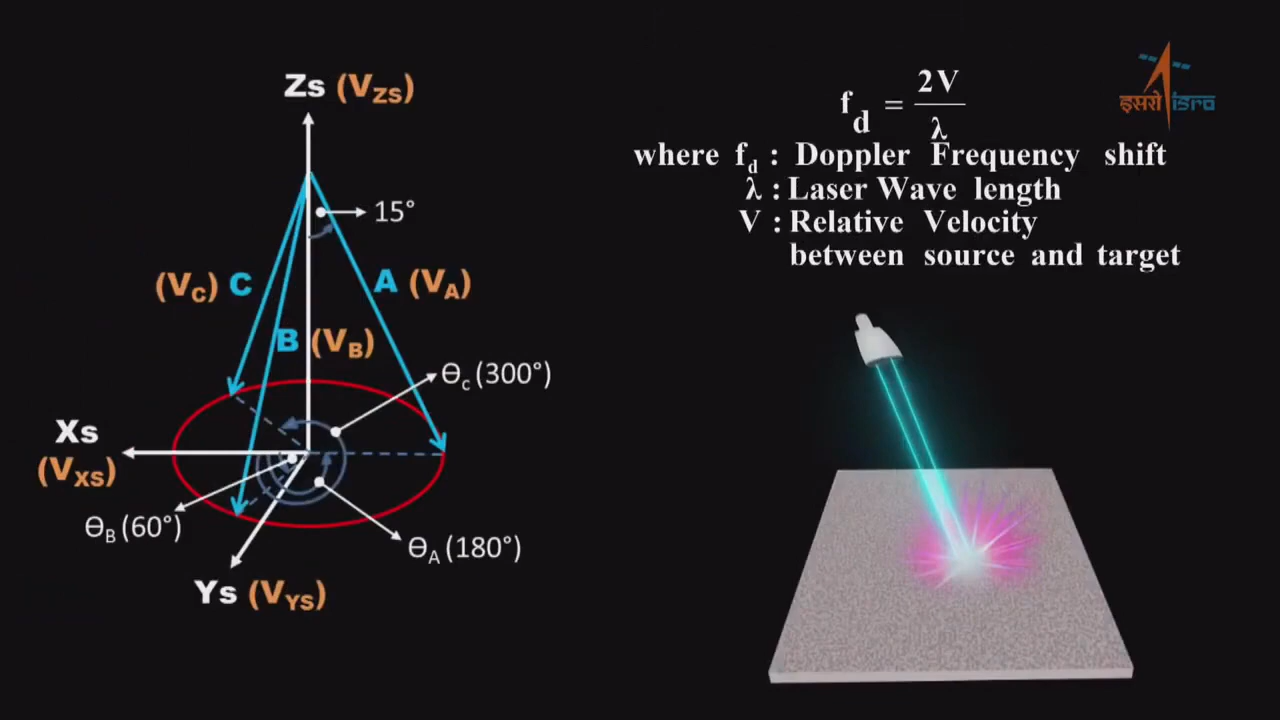 Zs (VZS)
15°
(VC) C
A (VA)
B (VB)
ϴc (300°)
Xs
(VXS)
ϴB (60°)
ϴA (180°)
Ys (VYS)
fd = 2V
λ
where fd : Doppler Frequency shift
λ : Laser Wave length
V : Relative Velocity
between source and target
इसरो isro